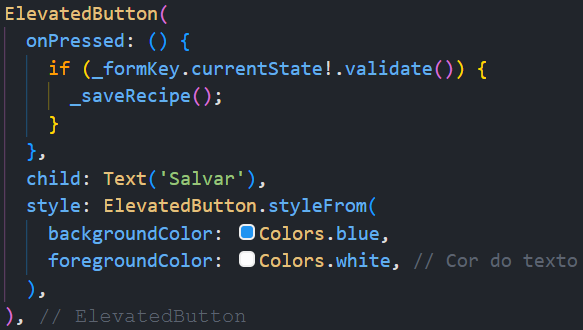 ElevatedButton(
  onPressed: () {
    if (_formKey.currentState!.validate()) {
      _saveRecipe();
    }
  },
  child: Text('Salvar'),
  style: ElevatedButton.styleFrom(
    backgroundColor: Colors.blue,
    foregroundColor: Colors.white, // Cor do texto
  ),
), // ElevatedButton